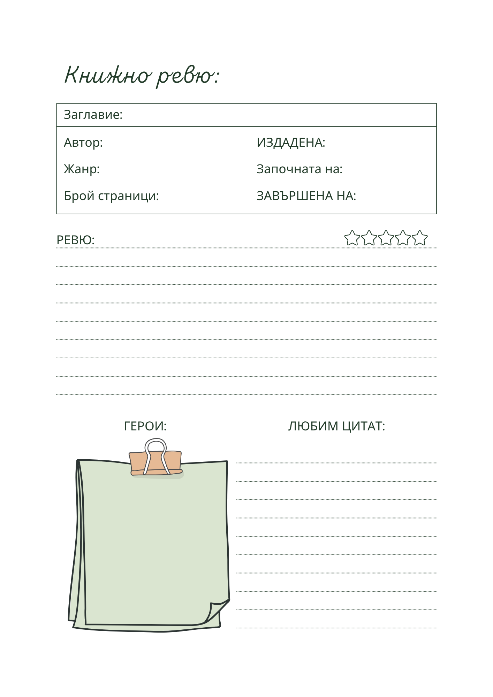 Книжно ревю:
Заглавие:
Автор:
ИЗДАДЕНА:
Жанр:
Започната на:
Брой страници:
ЗАВЪРШЕНА НА:
РЕВЮ:
ГЕРОИ:
ЛЮБИМ ЦИТАТ: